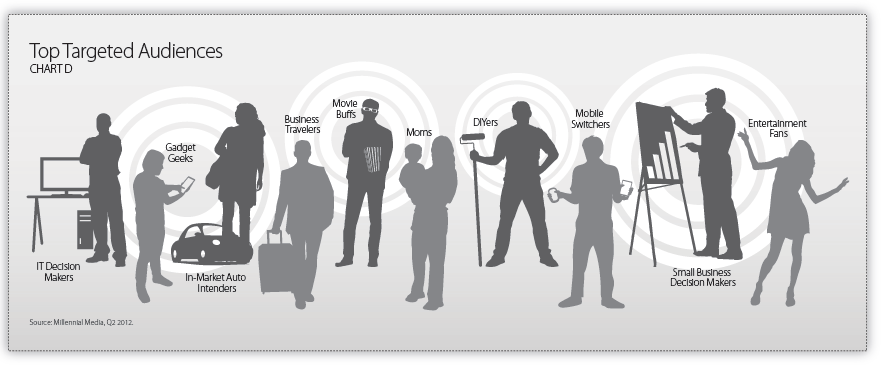 Top Targeted Audiences
CHART D
IT Decision
Makers
Gadget
Geeks
In-Market Auto
Intenders
Business
Travelers
Movie
Buffs
Moms
DIYers
Mobile
Switchers
Small Business
Decision Makers
Entertainment
Fans
Source: Millennial Media, Q2 2012.